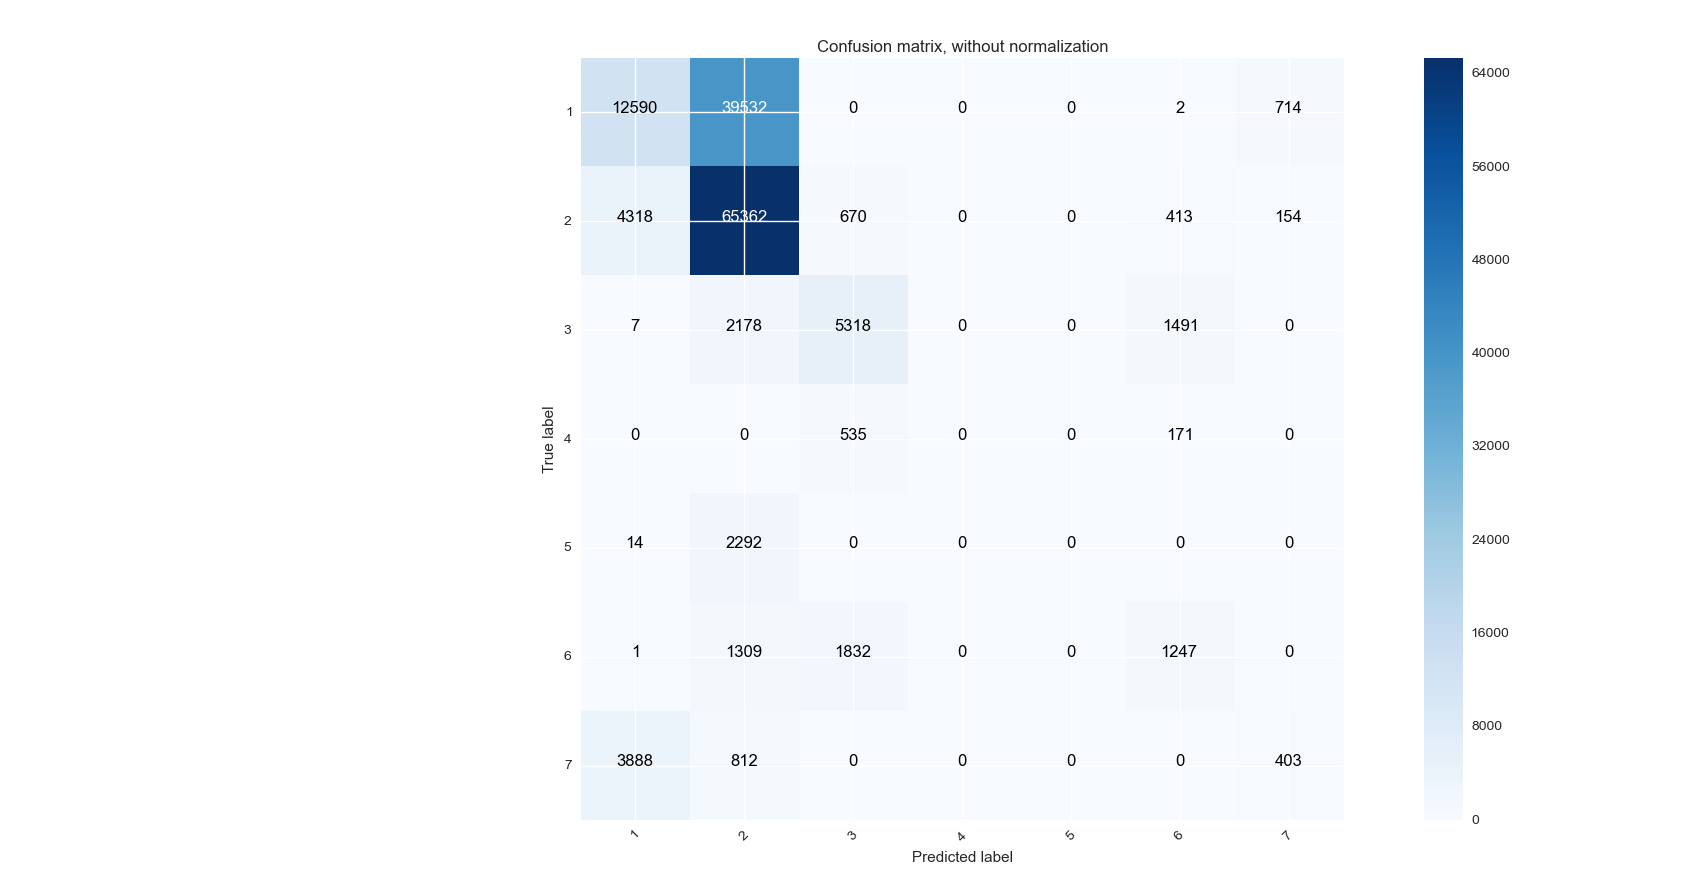 Confusion matrix, without normalization
64000
1 12590 39532 0 0 0 2 714
56000
2 4318 65362 670 0 0 413 154
48000
3 7 2178 5318 0 0 1491 0
40000
True label
4 0 0 535 0 0 171 0
32000
5 14 2292 0 0 0 0 0
24000
6 1 1309 1832 0 0 1247 0
16000
8000
7 3888 812 0 0 0 0 403
0
1 2 3 4 5 6 7
Predicted label